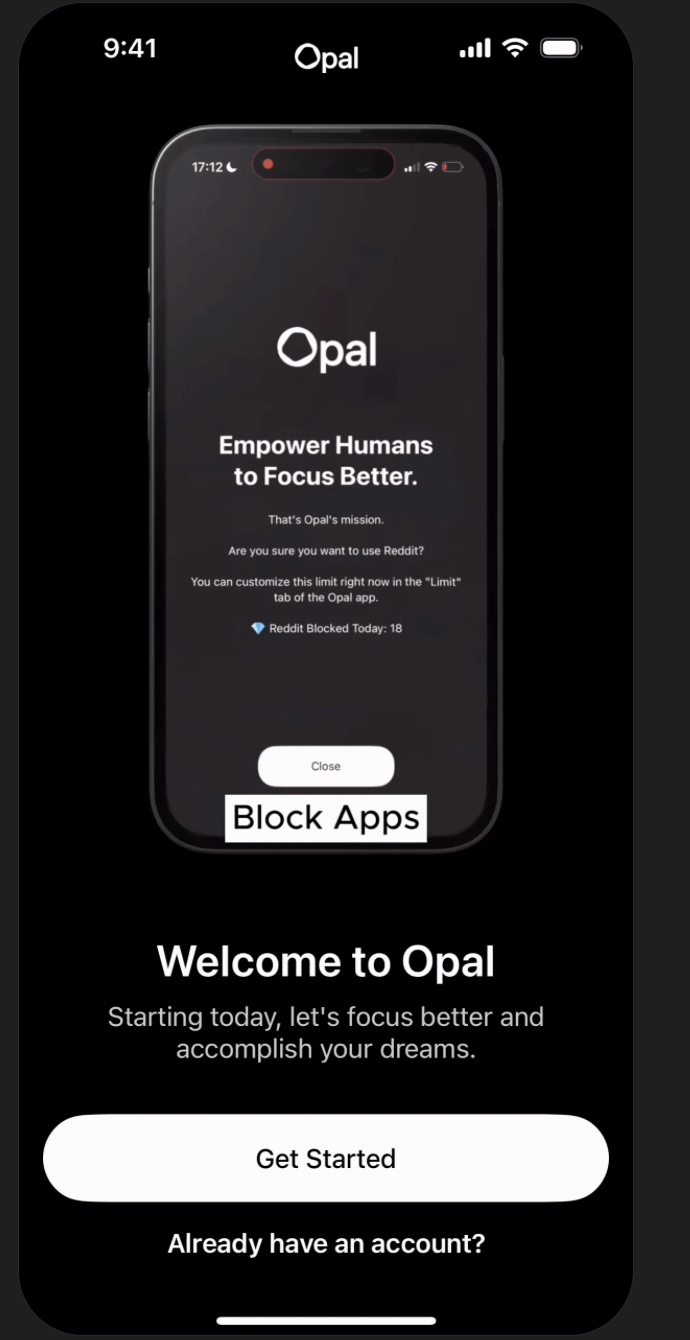 9:41
Opal
17:12
Opal
Empower Humans
to Focus Better.
That's Opal's mission.
Are you sure you want to use Reddit?
You can customize this limit right now in the "Limit"
tab of the Opal app.
💎 Reddit Blocked Today: 18
Close
Block Apps
Welcome to Opal
Starting today, let's focus better and
accomplish your dreams.
Get Started
Already have an account?